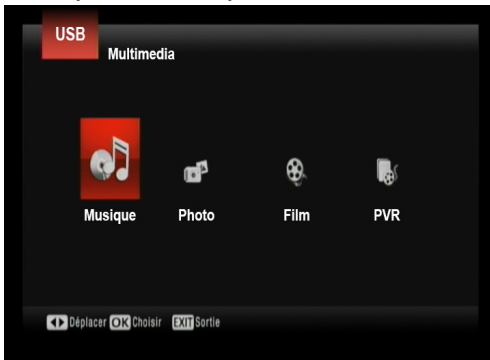 USB
Multimedia
Musique Photo Film PVR
Déplacer OK Choisir EXIT Sortie